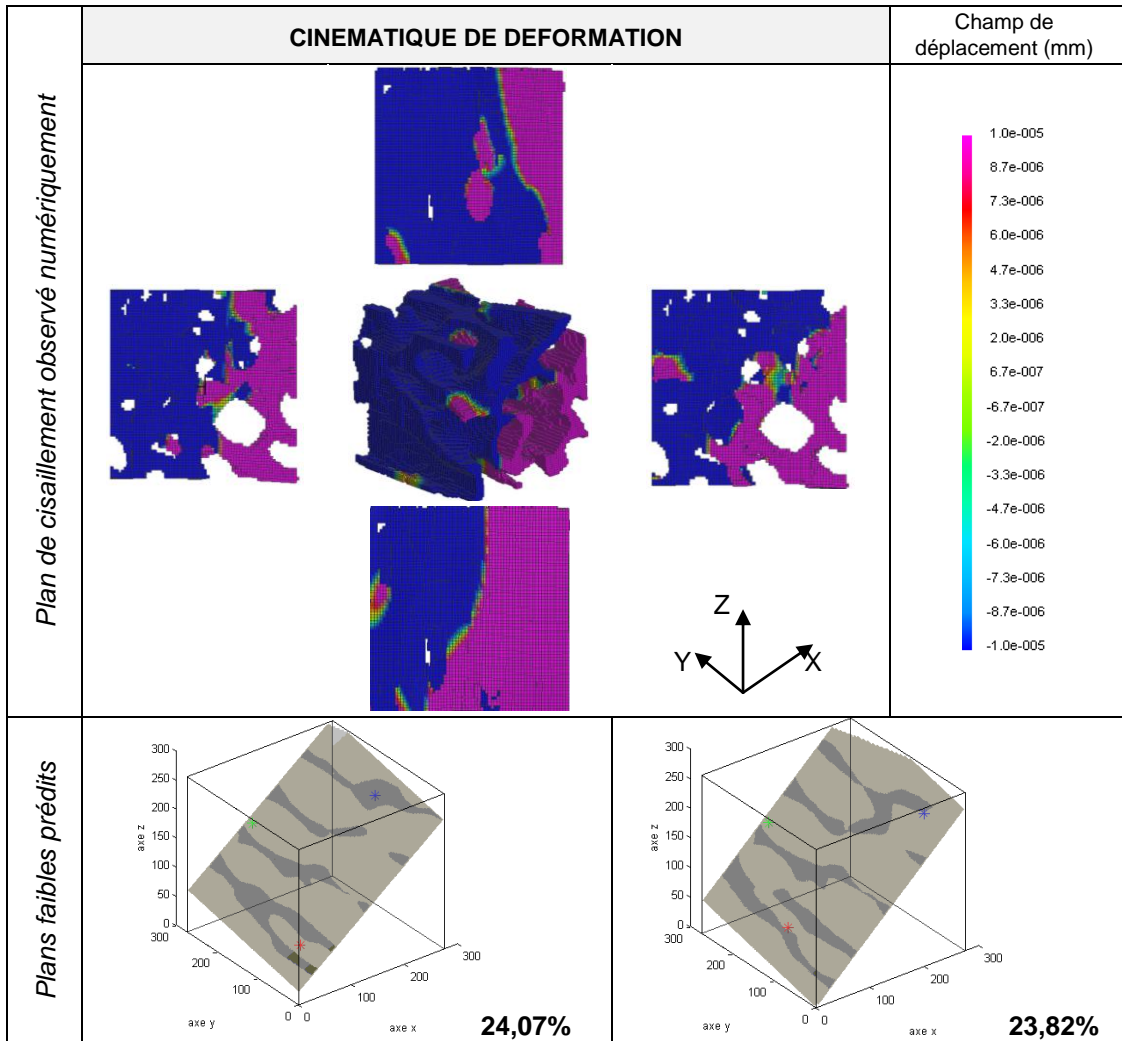 CINEMATIQUE DE DEFORMATION
Champ de
déplacement (mm)
Plan de cisaillement observé numériquement
1.0e-005
8.7e-006
7.3e-006
6.0e-006
4.7e-006
3.3e-006
2.0e-006
6.7e-007
-6.7e-007
-2.0e-006
-3.3e-006
-4.7e-006
-6.0e-006
-7.3e-006
-8.7e-006
-1.0e-005
Z
Y
X
Plans faibles prédits
300
250
200
150
100
50
0
axe z
300
200
100
0
axe y
0
100
200
300
axe x
24,07%
300
250
200
150
100
50
0
axe z
300
200
100
0
axe y
0
100
200
300
axe x
23,82%